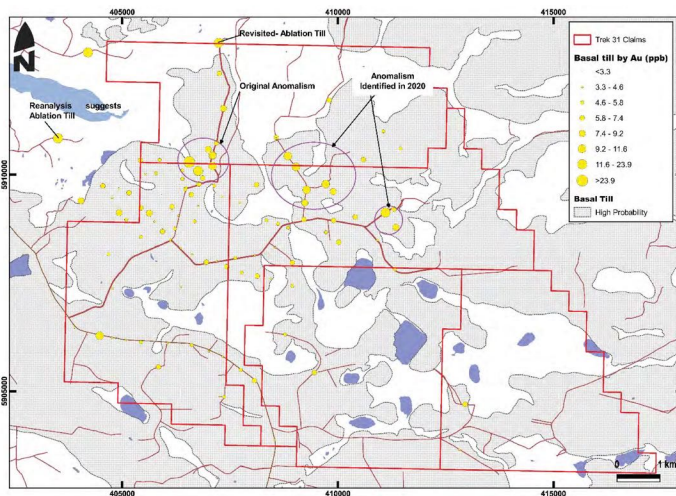 405000 410000 415000
N
Revisited- Ablation Till
Original Anomalism
Anomalism
Identified in 2020
Reanalysis suggests
Ablation Till
5910000
5905000
Trek 31 Claims
Basal till by Au (ppb)
<3.3
3.3 - 4.6
4.6 - 5.8
5.8 - 7.4
7.4 - 9.2
9.2 - 11.6
11.6 - 23.9
>23.9
Basal Till
High Probability
0 1 km
405000 410000 415000